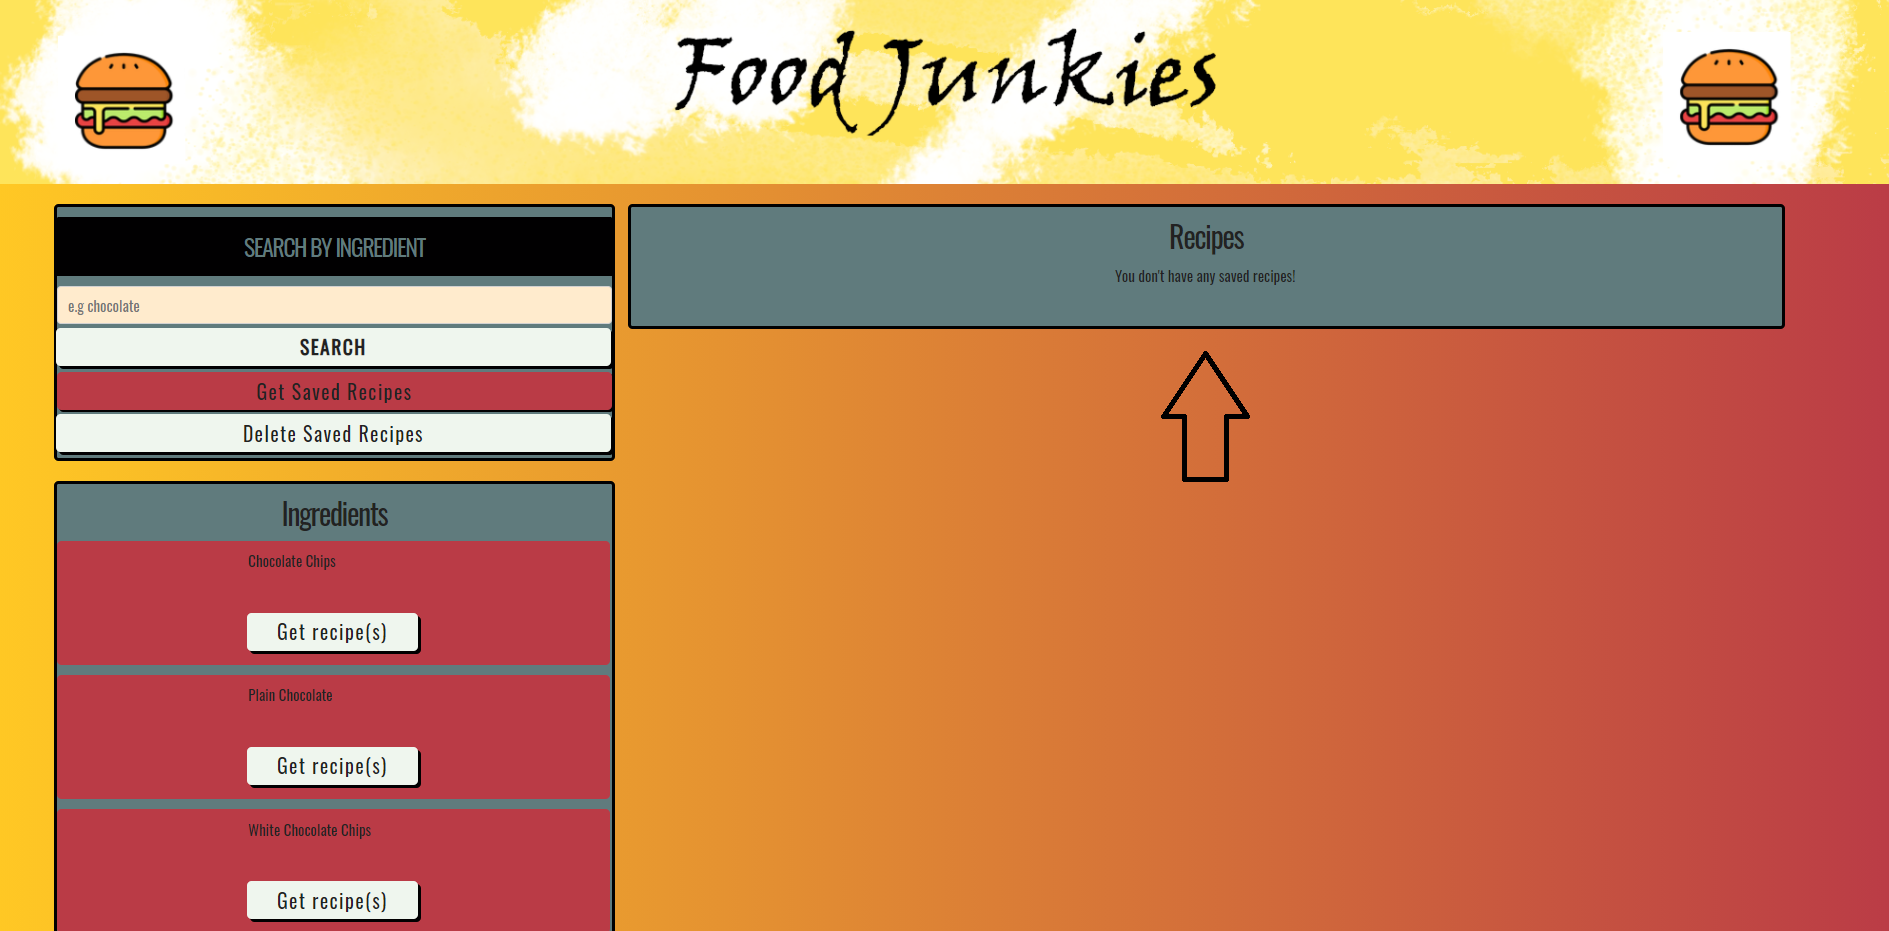 Food Junkies
SEARCH BY INGREDIENT
e.g chocolate
SEARCH
Get Saved Recipes
Delete Saved Recipes
Ingredients
Chocolate Chips
Get recipe(s)
Plain Chocolate
Get recipe(s)
White Chocolate Chips
Get recipe(s)
Recipes
You don't have any saved recipes!